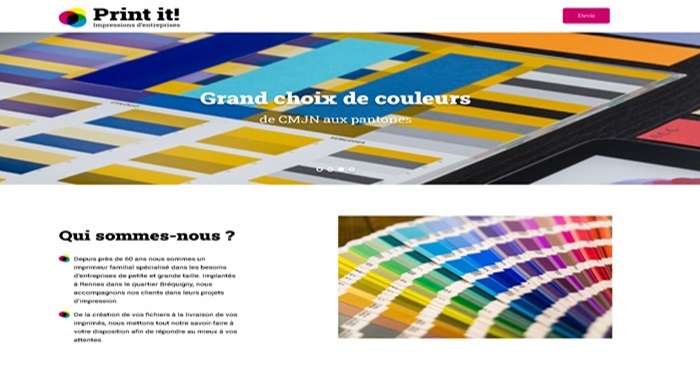 Print it!
Impressions d'entreprises
Devis
Grand choix de couleurs
de CMJN aux pantones
Qui sommes-nous ?
Depuis près de 60 ans nous sommes un
imprimeur familial spécialisé dans les besoins
d'entreprises de petite et grande taille. Implantés
à Rennes dans le quartier Bréquigny, nous
accompagnons nos clients dans leurs projets
d'impression.
De la création de vos fichiers à la livraison de vos
imprimés, nous mettons tout notre savoir-faire à
votre disposition afin de répondre au mieux à vos
attentes.